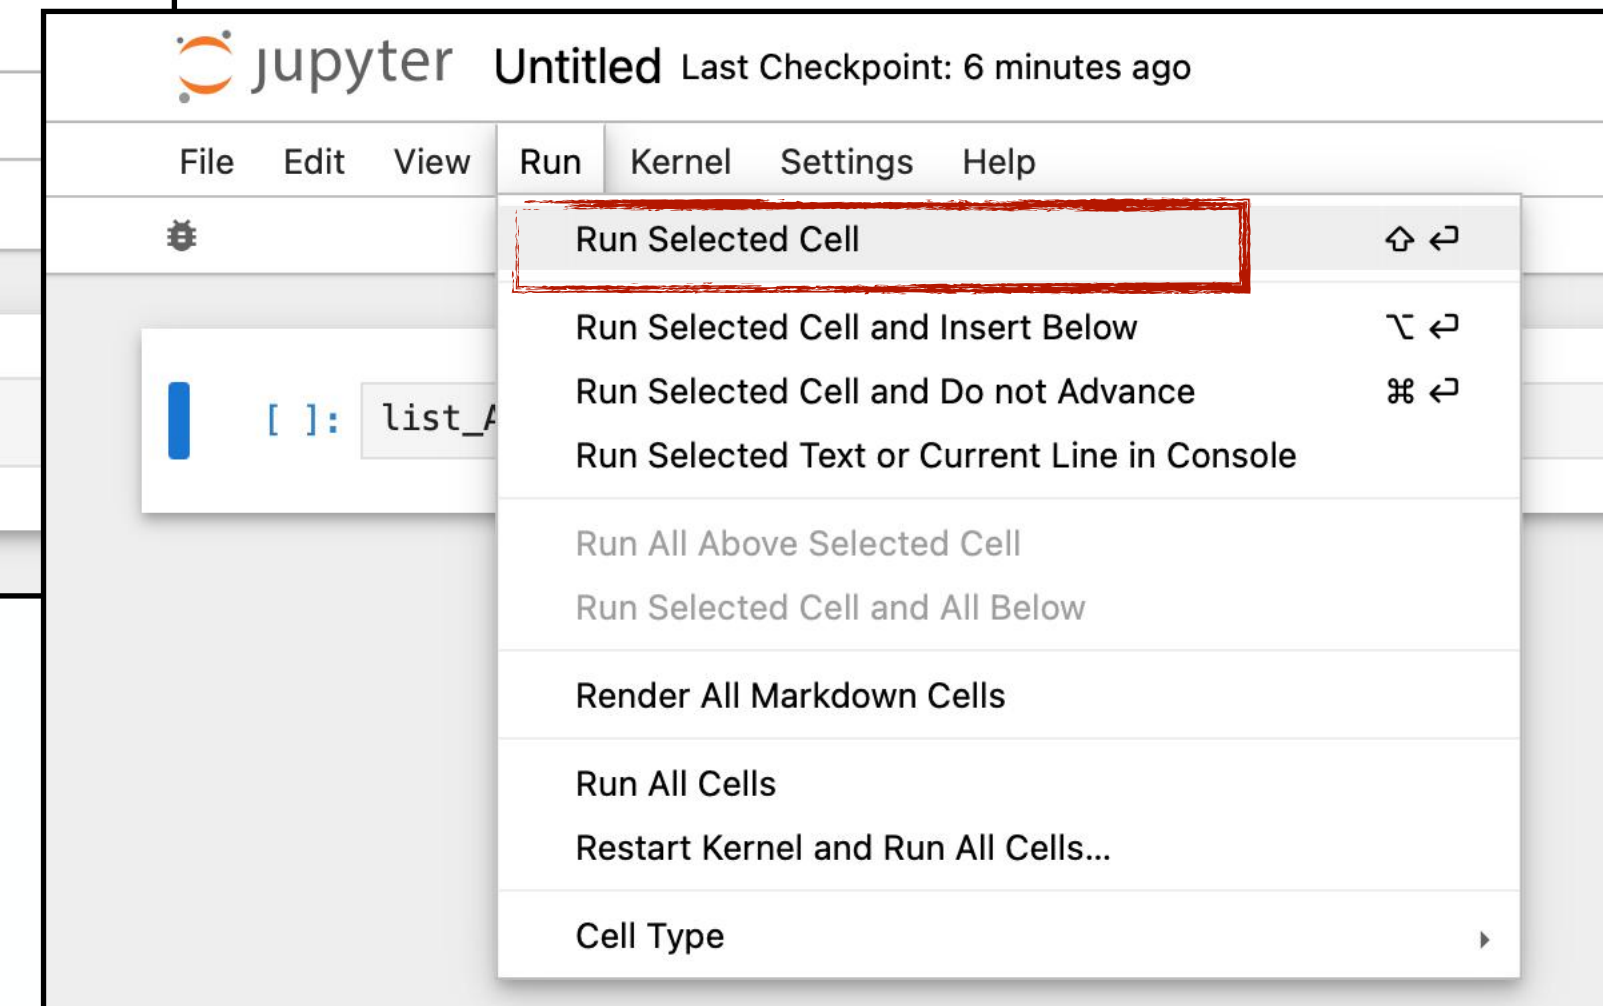 jupyter Untitled Last Checkpoint: 6 minutes ago
File Edit View Run Kernel Settings Help
Run Selected Cell ⇧ ⏎
Run Selected Cell and Insert Below ⌥ ⏎
[ ]: list_A
Run Selected Cell and Do not Advance ⌘ ⏎
Run Selected Text or Current Line in Console
Run All Above Selected Cell
Run Selected Cell and All Below
Render All Markdown Cells
Run All Cells
Restart Kernel and Run All Cells...
Cell Type